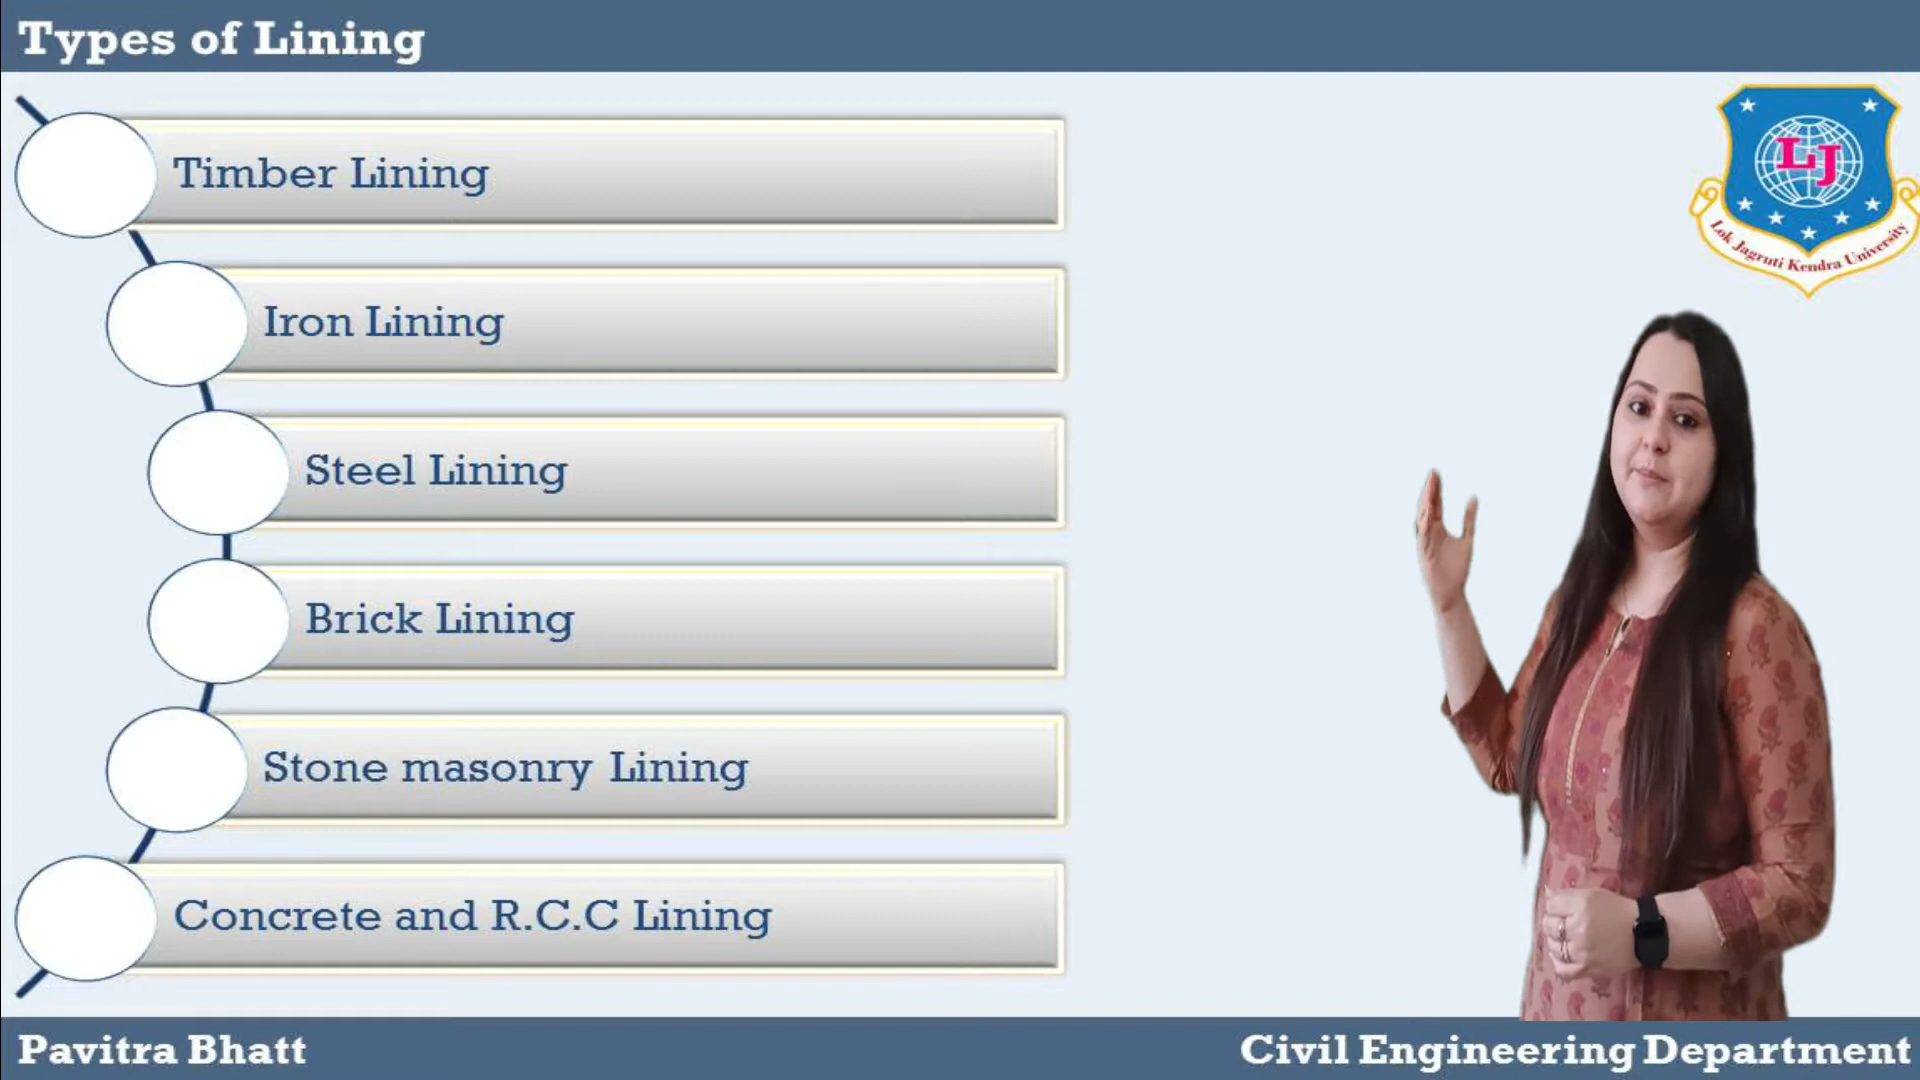 Types of Lining
Timber Lining
Iron Lining
Steel Lining
Brick Lining
Stone masonry Lining
Concrete and R.C.C Lining
LJ
Lok Jagruti Kendra University
Pavitra Bhatt
Civil Engineering Department